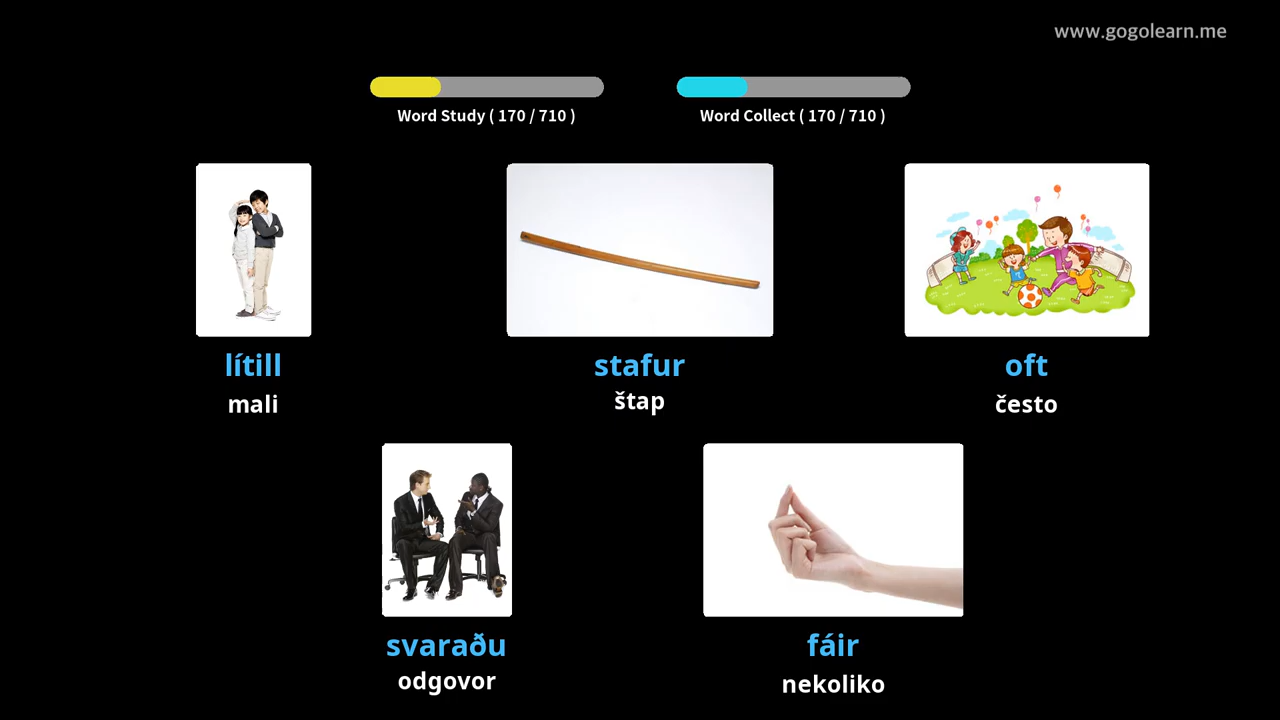 www.gogolearn.me
Word Study ( 170 / 710 )
Word Collect ( 170 / 710 )
lítill
mali
stafur
štap
oft
često
svaraðu
odgovor
fáir
nekoliko